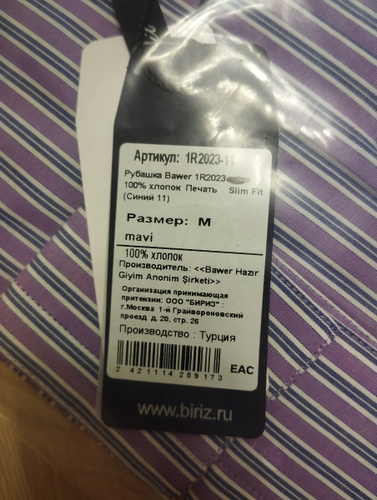 Артикул: 1R2023-11
Рубашка Bawer 1R2023
100% хлопок Печать Slim Fit
(Синий 11)
Размер: M
mavi
100% хлопок
Производитель: <<Bawer Hazır
Giyim Anonim Şirketi>>
Организация принимающая
притензии: ООО "БИРИЗ" :
г.Москва 1-й Грайвороновский
проезд д. 20, стр. 26
Производство : Турция
2 421114 259173
EAC
www.biriz.ru